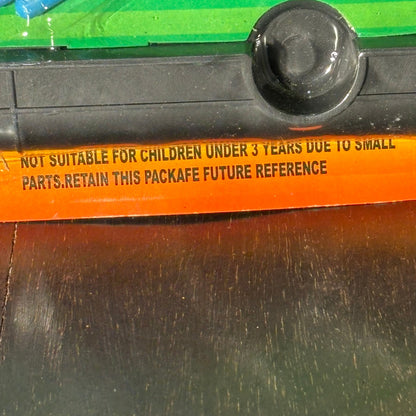 NOT SUITABLE FOR CHILDREN UNDER 3 YEARS DUE TO SMALL
PARTS.RETAIN THIS PACKAFE FUTURE REFERENCE